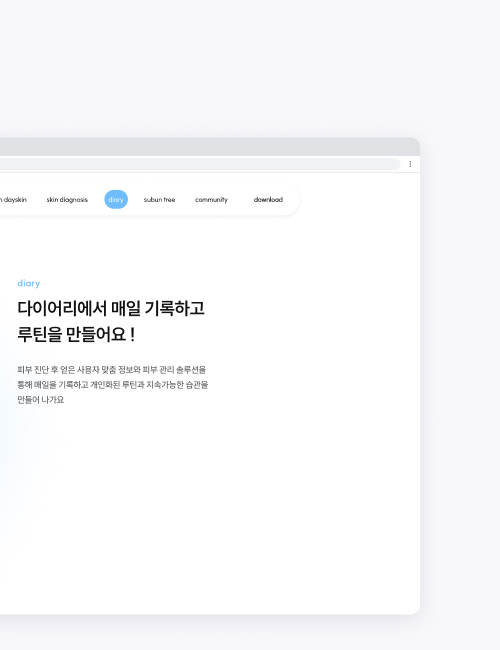 dayskin skin diagnosis diary subun tree community download
diary
다이어리에서 매일 기록하고
루틴을 만들어요 !
피부 진단 후 얻은 사용자 맞춤 정보와 피부 관리 솔루션을
통해 매일을 기록하고 개인화된 루틴과 지속가능한 습관을
만들어 나가요